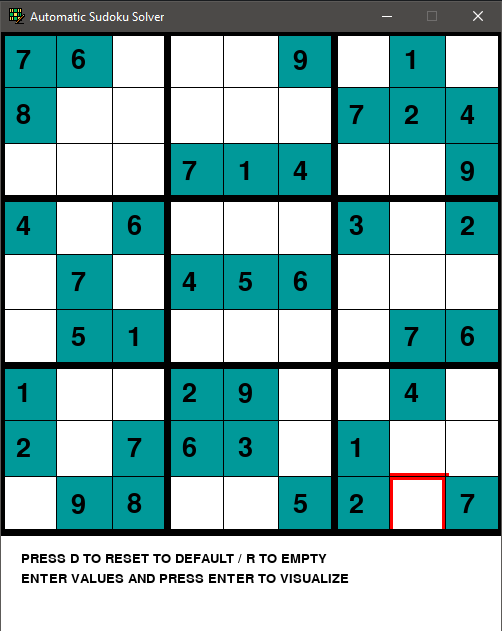 Automatic Sudoku Solver
7 6 9 1
8 7 2 4
7 1 4 9
4 6 3 2
7 4 5 6
5 1 7 6
1 2 9 4
2 7 6 3 1
9 8 5 2 7
PRESS D TO RESET TO DEFAULT / R TO EMPTY
ENTER VALUES AND PRESS ENTER TO VISUALIZE